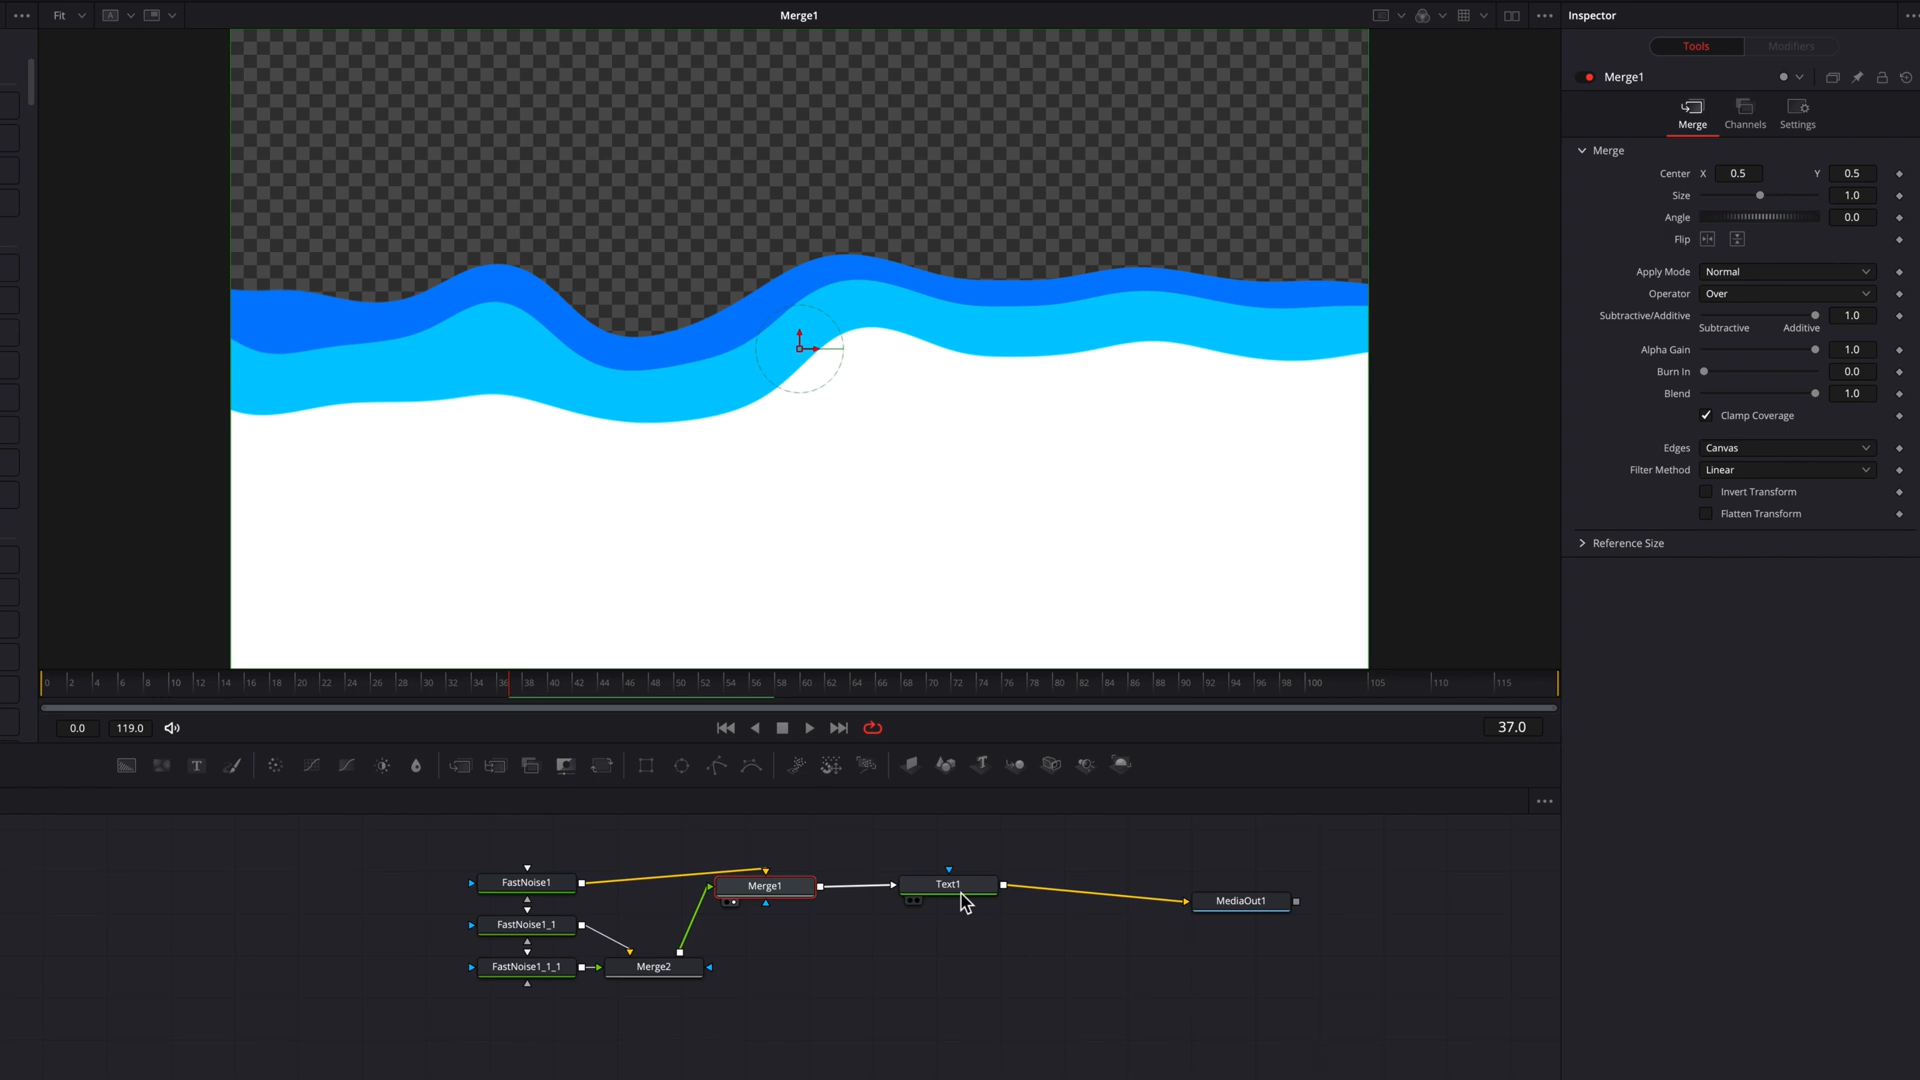 Fit
A
Merge1
Inspector
Tools
Modifiers
Merge1
Merge
Channels
Settings
Merge
Center X 0.5 Y 0.5
Size 1.0
Angle 0.0
Flip
Apply Mode Normal
Operator Over
Subtractive/Additive 1.0
Subtractive Additive
Alpha Gain 1.0
Burn In 0.0
Blend 1.0
Clamp Coverage
Edges Canvas
Filter Method Linear
Invert Transform
Flatten Transform
Reference Size
0 2 4 6 8 10 12 14 16 18 20 22 24 26 28 30 32 34 36 38 40 42 44 46 48 50 52 54 56 58 60 62 64 66 68 70 72 74 76 78 80 82 84 86 88 90 92 94 96 98 100 105 110 115
0.0 119.0 37.0
T
FastNoise1
Merge1
Text1
MediaOut1
FastNoise1_1
FastNoise1_1_1
Merge2